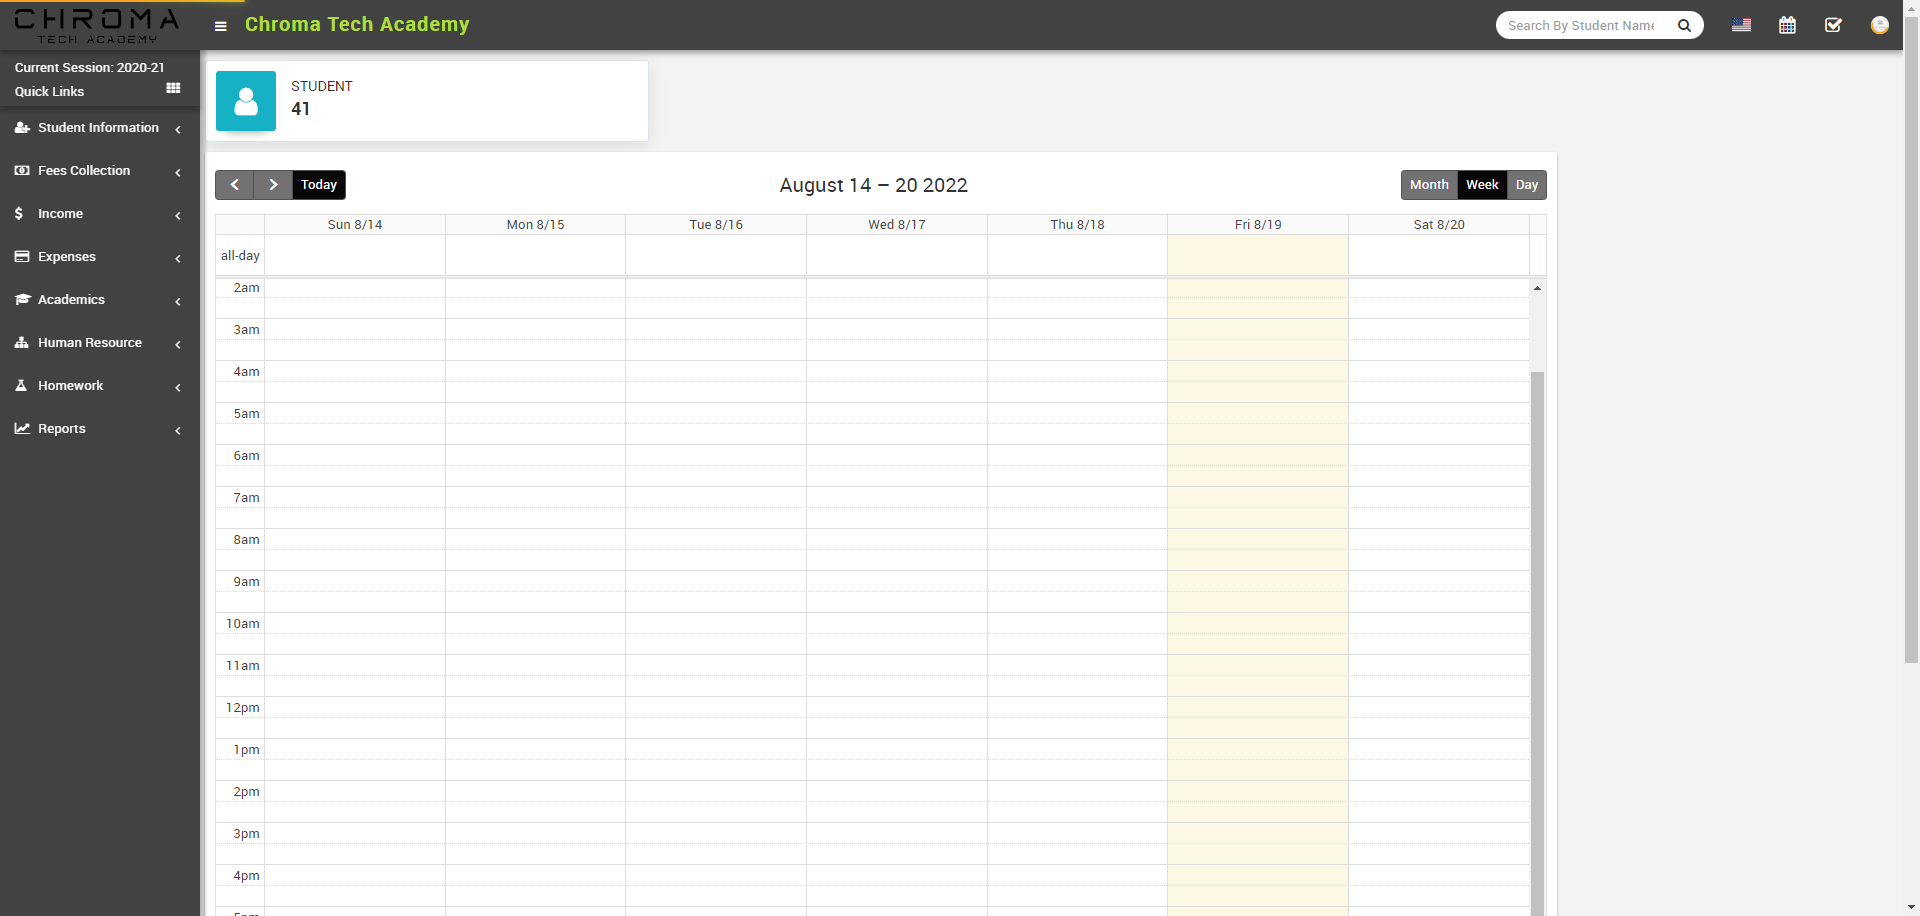 CHROMA
TECH ACADEMY
Chroma Tech Academy
Search By Student Name
Current Session: 2020-21
Quick Links
Student Information
Fees Collection
Income
Expenses
Academics
Human Resource
Homework
Reports
STUDENT
41
Today
August 14 – 20 2022
Month Week Day
Sun 8/14 Mon 8/15 Tue 8/16 Wed 8/17 Thu 8/18 Fri 8/19 Sat 8/20
all-day
2am
3am
4am
5am
6am
7am
8am
9am
10am
11am
12pm
1pm
2pm
3pm
4pm
5pm